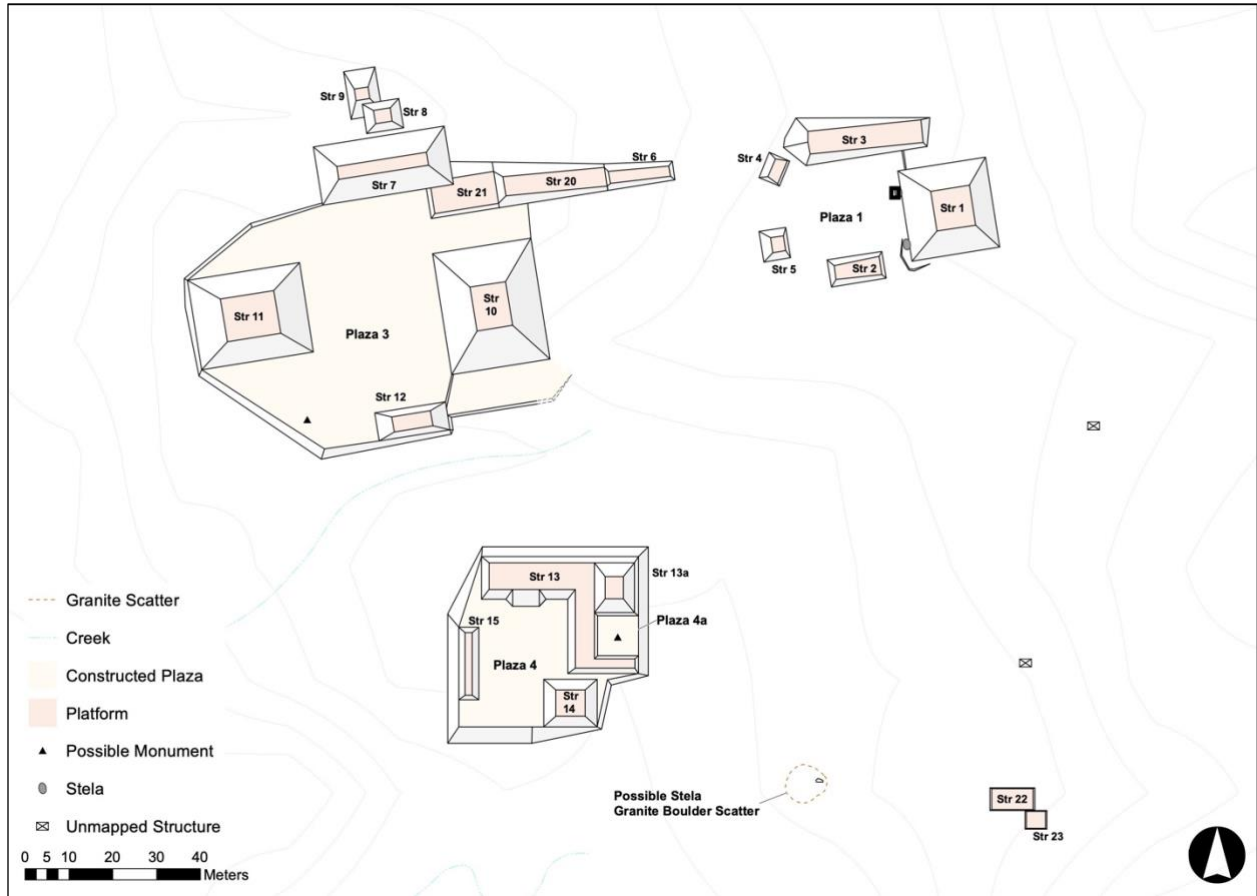 Str 9
Str 8
Str 7
Str 21
Str 20
Str 6
Str 3
Str 4
Str 1
Plaza 1
Str 5
Str 2
Str 11
Plaza 3
Str
10
Str 12
Str 13
Str 13a
Plaza 4a
Str 15
Plaza 4
Str
14
Possible Stela
Granite Boulder Scatter
Str 22
Str 23
Granite Scatter
Creek
Constructed Plaza
Platform
Possible Monument
Stela
Unmapped Structure
0 5 10 20 30 40
Meters